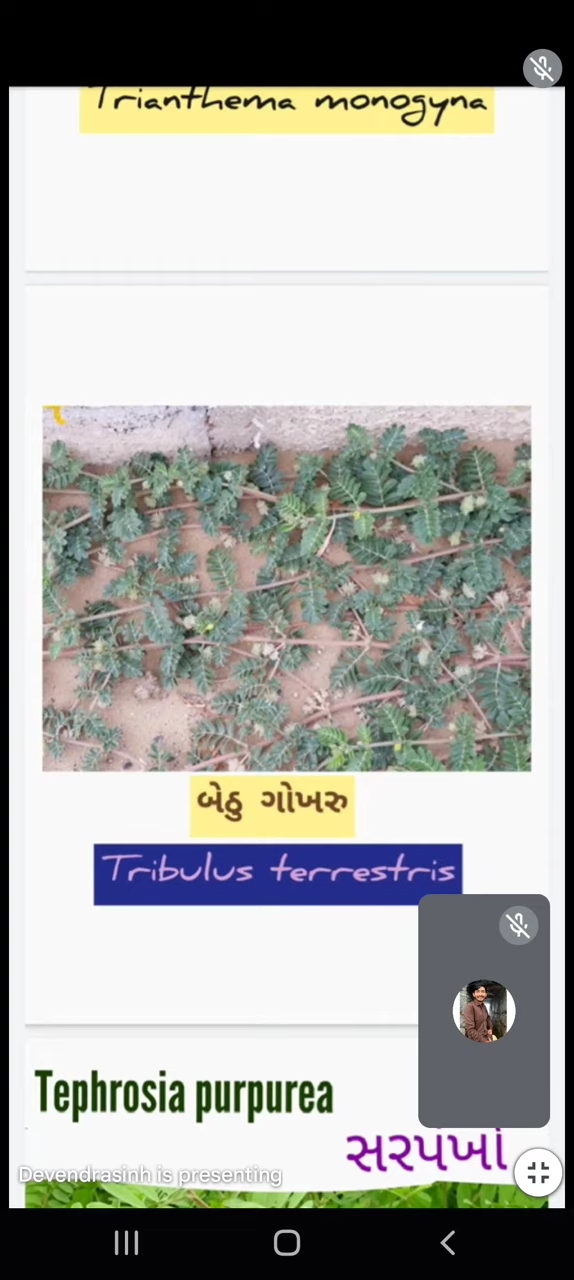 Trianthema monogyna
બેઠુ ગોખરુ
Tribulus terrestris
Tephrosia purpurea
સરપંખો
Devendrasinh is presenting